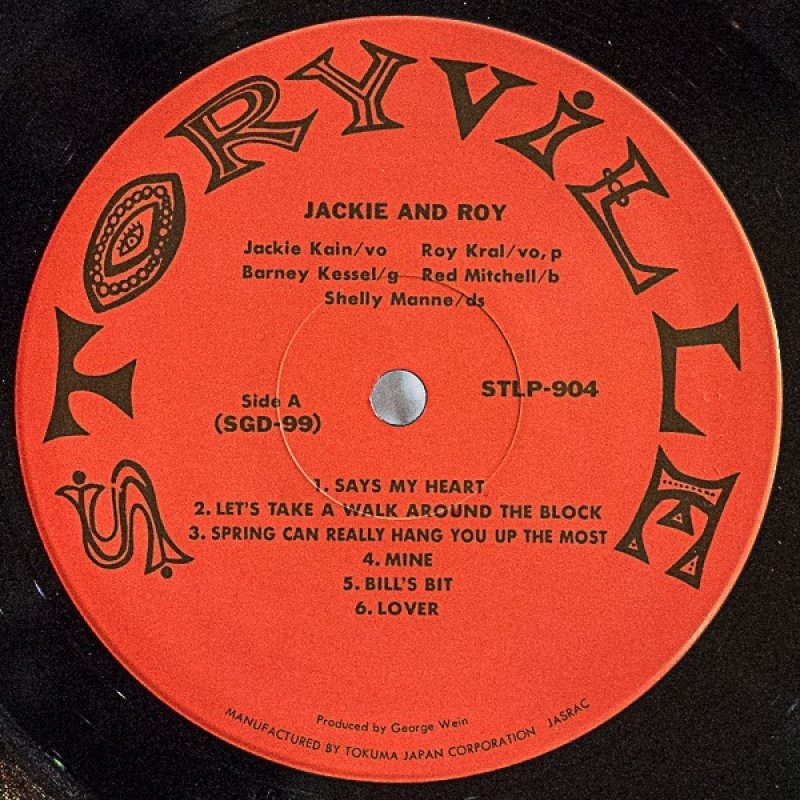 STORYVILLE
JACKIE AND ROY
Jackie Kain/vo Roy Kral/vo, p
Barney Kessel/g Red Mitchell/b
Shelly Manne/ds
Side A
(SGD-99)
STLP-904
1. SAYS MY HEART
2. LET'S TAKE A WALK AROUND THE BLOCK
3. SPRING CAN REALLY HANG YOU UP THE MOST
4. MINE
5. BILL'S BIT
6. LOVER
Produced by George Wein
MANUFACTURED BY TOKUMA JAPAN CORPORATION JASRAC